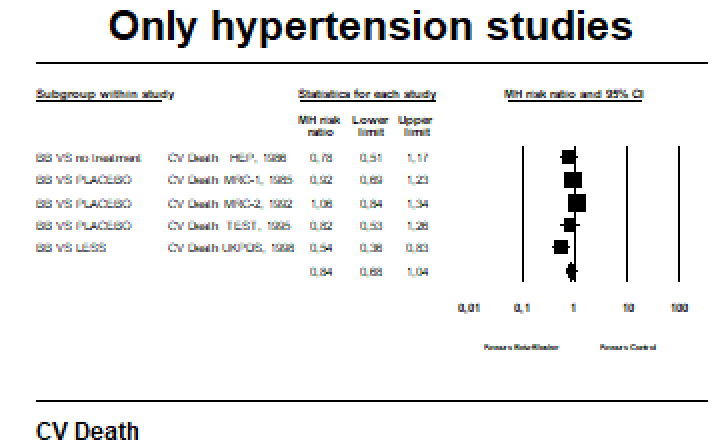 Only hypertension studies
Subgroup within study Statistics for each study MH risk ratio and 95% CI
MH risk ratio Lower limit Upper limit
BB VS no treatment CV Death HEP, 1986 0,78 0,51 1,17
BB VS PLACEBO CV Death MRC-1, 1985 0,92 0,69 1,23
BB VS PLACEBO CV Death MRC-2, 1992 1,06 0,84 1,34
BB VS PLACEBO CV Death TEST, 1995 0,82 0,53 1,26
BB VS LESS CV Death UKPDS, 1998 0,54 0,36 0,83
0,84 0,68 1,04
0,01 0,1 1 10 100
Favours Beta-Blocker Favours Control
CV Death